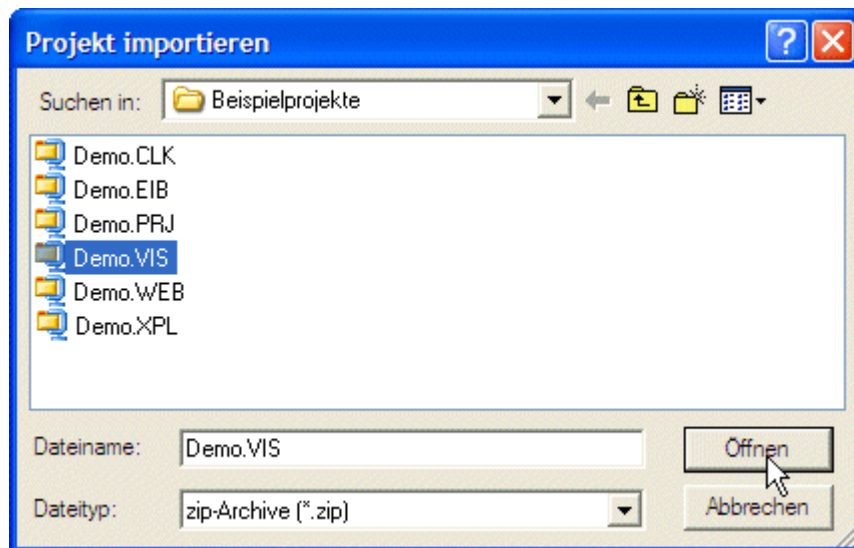 Projekt importieren
Suchen in: Beispielprojekte
Demo.CLK
Demo.EIB
Demo.PRJ
Demo.VIS
Demo.WEB
Demo.XPL
Dateiname: Demo.VIS Öffnen
Dateityp: zip-Archive (*.zip) Abbrechen